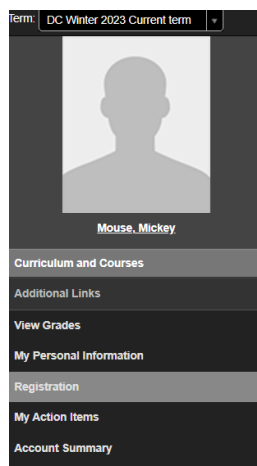 Term: DC Winter 2023 Current term
Mouse, Mickey
Curriculum and Courses
Additional Links
View Grades
My Personal Information
Registration
My Action Items
Account Summary